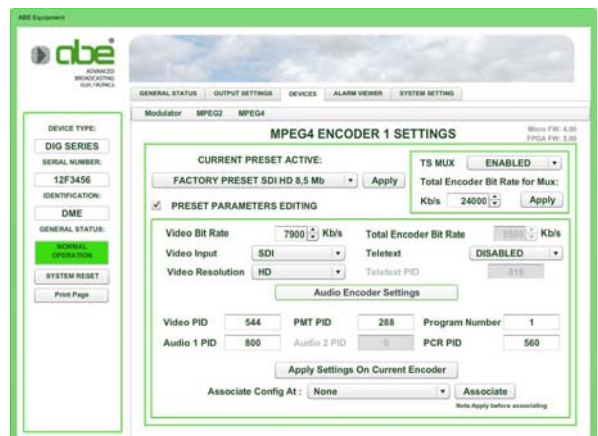 ABE Equipment
abe
ADVANCED
BROADCASTING
ELECTRONICS
GENERAL STATUS OUTPUT SETTINGS DEVICES ALARM VIEWER SYSTEM SETTING
Modulator MPEG2 MPEG4
DEVICE TYPE:
DIG SERIES
SERIAL NUMBER:
12F3456
IDENTIFICATION:
DME
GENERAL STATUS:
NORMAL
OPERATION
SYSTEM RESET
Print Page
MPEG4 ENCODER 1 SETTINGS
Micro FW: 4.00
FPGA FW: 5.00
CURRENT PRESET ACTIVE:
FACTORY PRESET SDI HD 8,5 Mb Apply
PRESET PARAMETERS EDITING
TS MUX ENABLED
Total Encoder Bit Rate for Mux:
Kb/s 24000 Apply
Video Bit Rate 7900 Kb/s Total Encoder Bit Rate 8500 Kb/s
Video Input SDI Teletext DISABLED
Video Resolution HD Teletext PID 816
Audio Encoder Settings
Video PID 544 PMT PID 288 Program Number 1
Audio 1 PID 800 Audio 2 PID 0 PCR PID 560
Apply Settings On Current Encoder
Associate Config At : None Associate
Note:Apply before associating